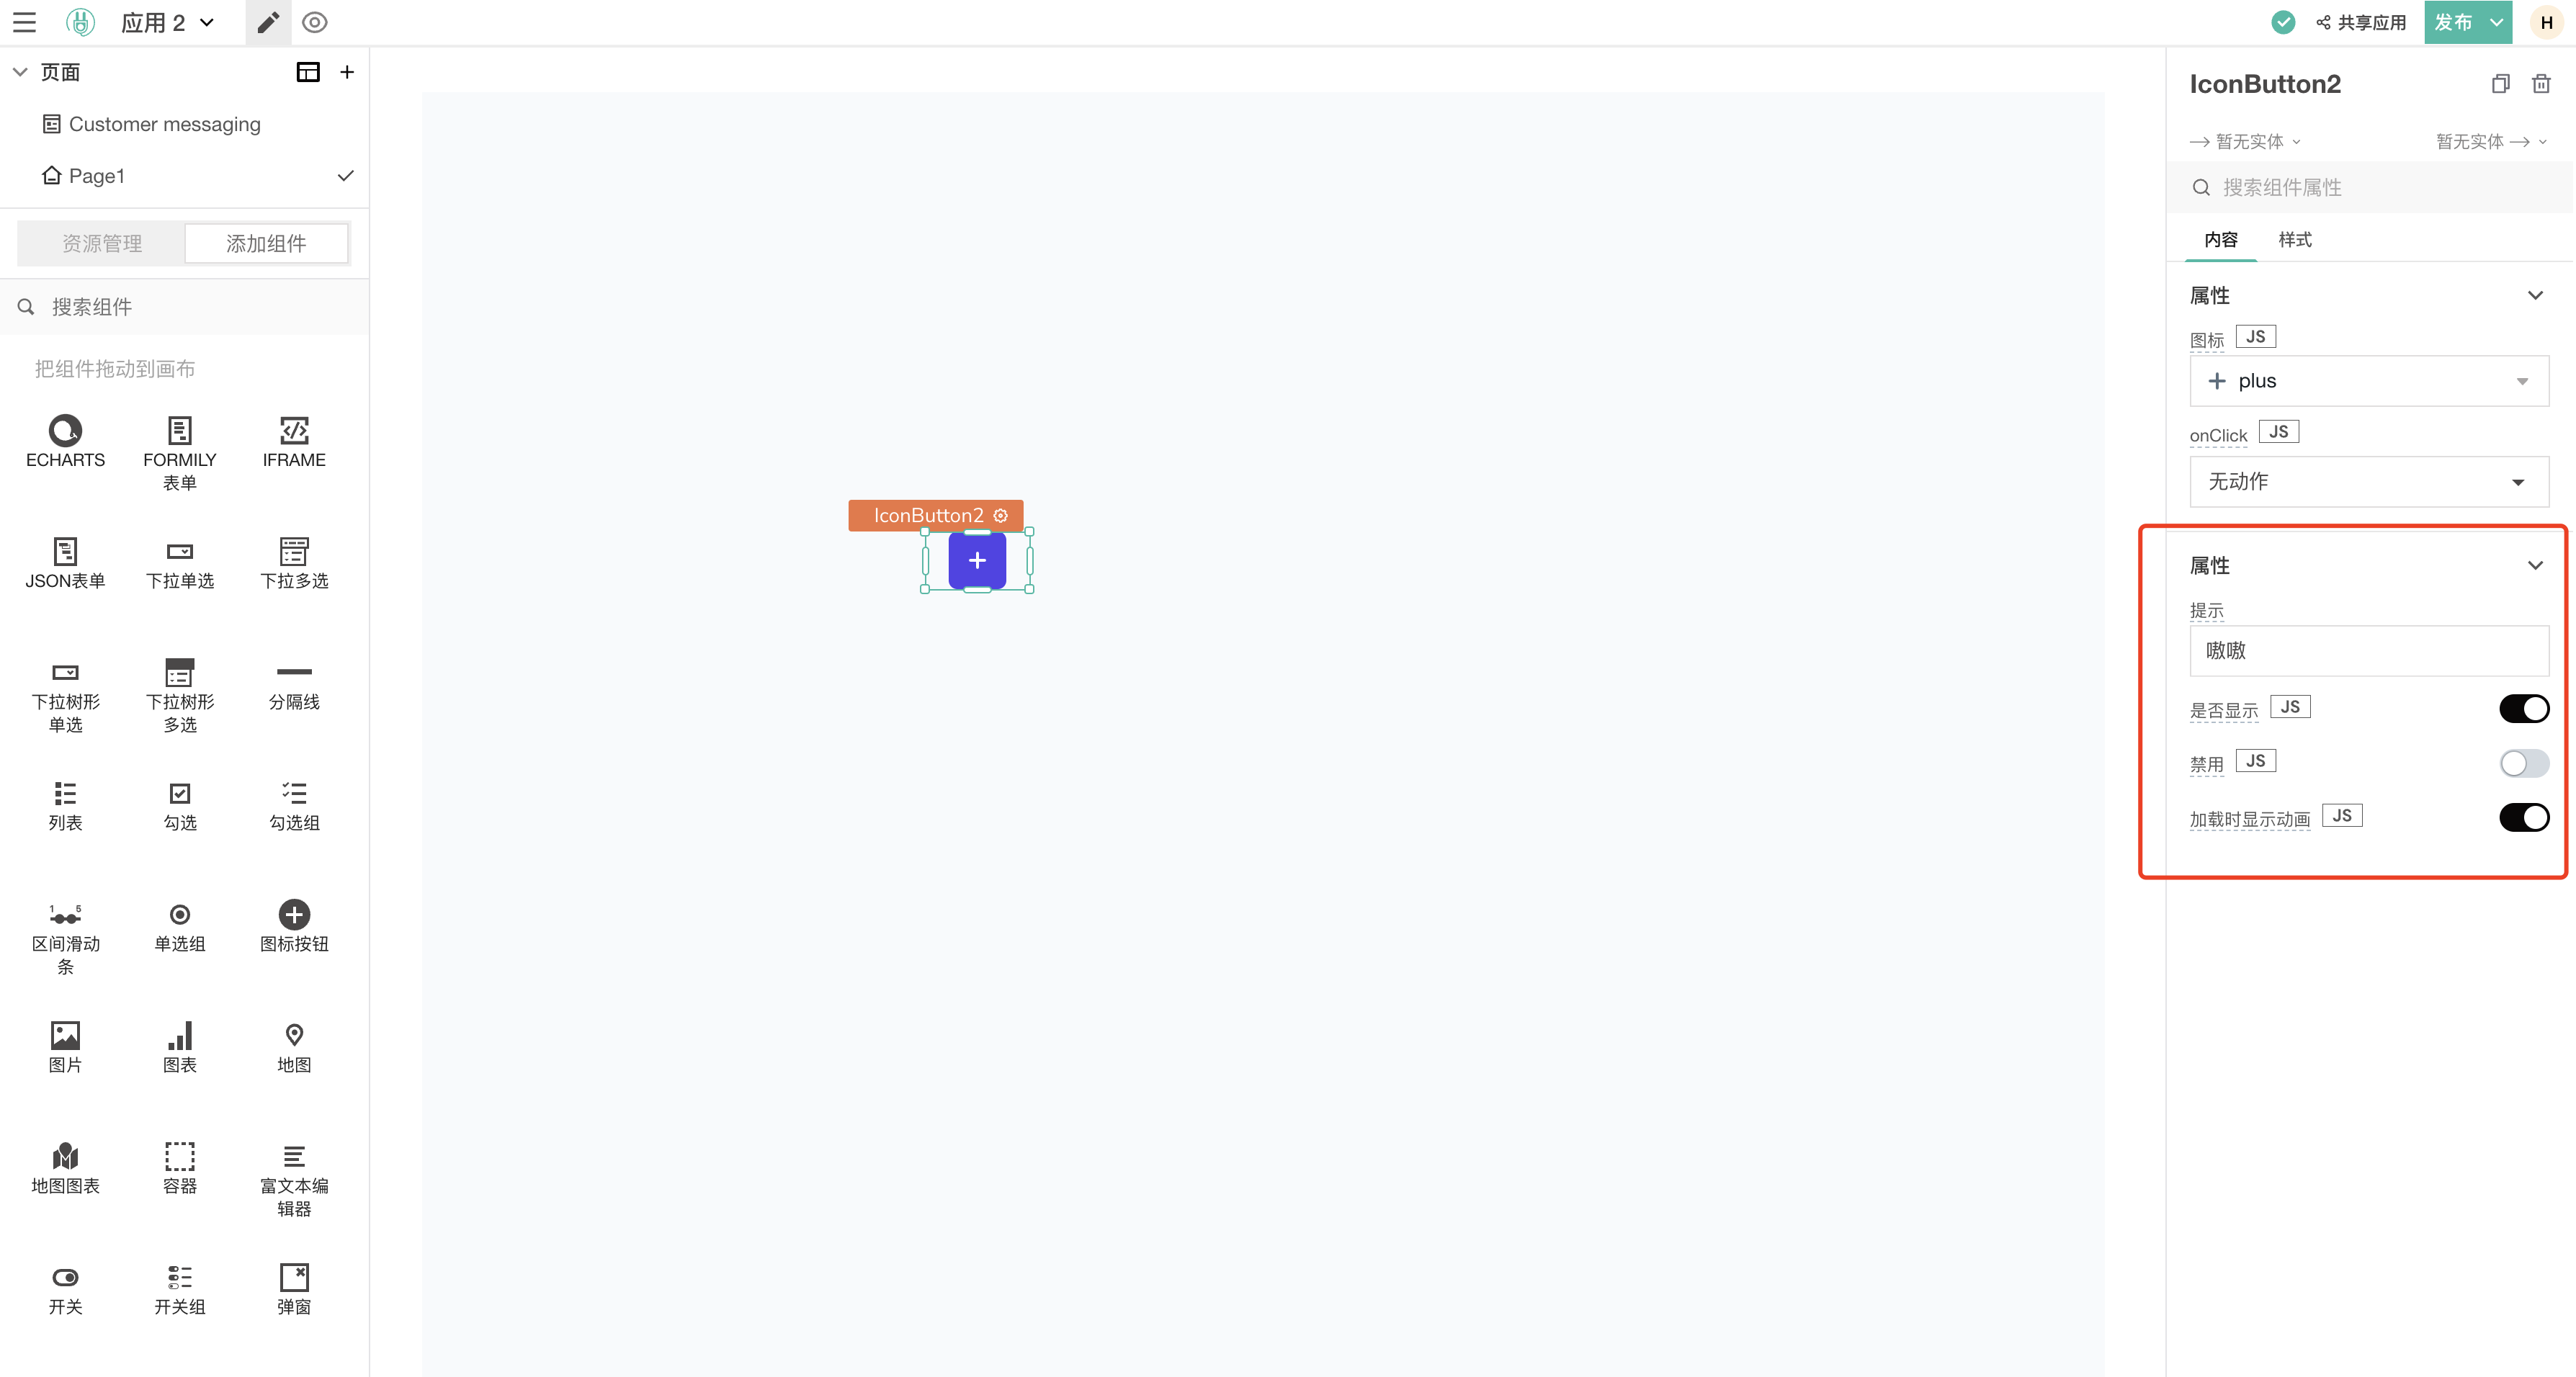 应用 2
共享应用
发布
H
页面
Customer messaging
Page1
资源管理
添加组件
搜索组件
把组件拖动到画布
ECHARTS
FORMILY
表单
IFRAME
JSON表单
下拉单选
下拉多选
下拉树形
单选
下拉树形
多选
分隔线
列表
勾选
勾选组
1 5
区间滑动
条
单选组
图标按钮
图片
图表
地图
地图图表
容器
富文本编
辑器
开关
开关组
弹窗
IconButton2
IconButton2
暂无实体
暂无实体
搜索组件属性
内容
样式
属性
图标 JS
plus
onClick JS
无动作
属性
提示
嗷嗷
是否显示 JS
禁用 JS
加载时显示动画 JS